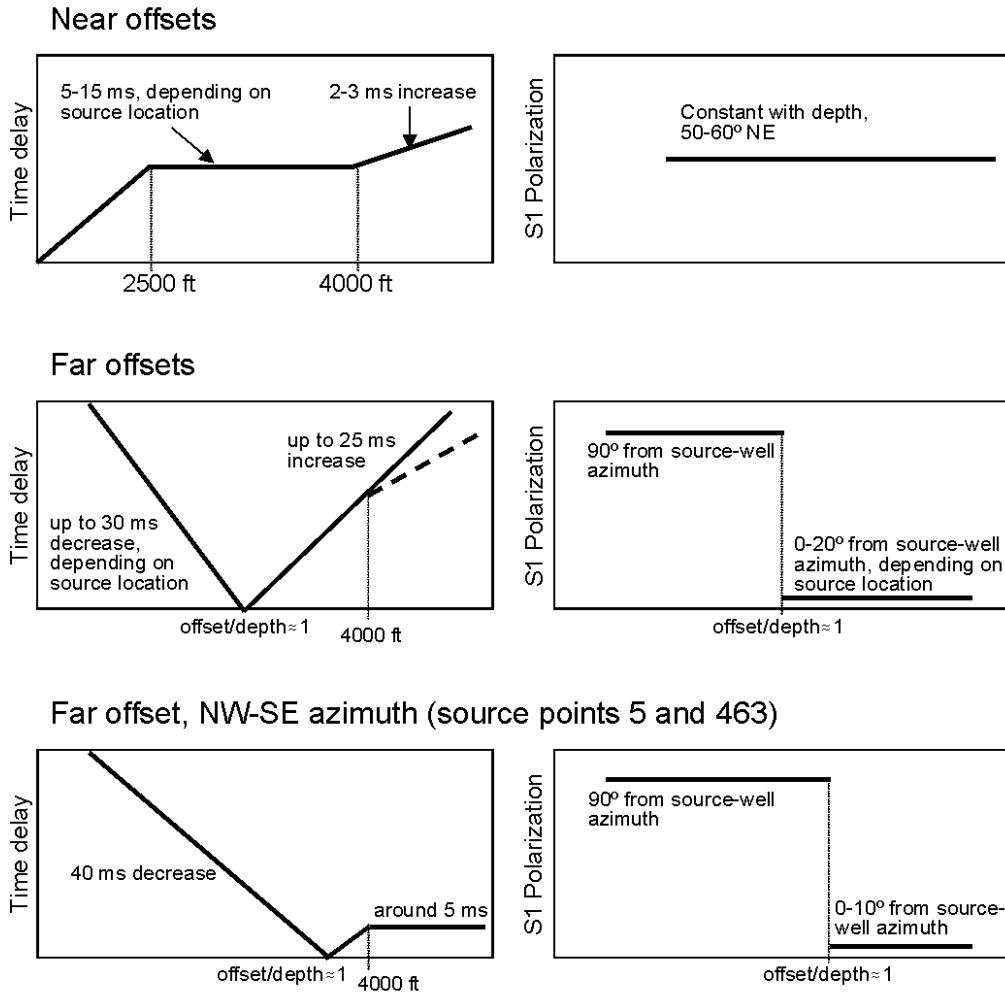 Near offsets
Time delay
5-15 ms, depending on
source location
2-3 ms increase
2500 ft
4000 ft
S1 Polarization
Constant with depth,
50-60º NE
Far offsets
Time delay
up to 30 ms
decrease,
depending on
source location
up to 25 ms
increase
offset/depth≈1
4000 ft
S1 Polarization
90º from source-well
azimuth
0-20º from source-well
azimuth, depending on
source location
offset/depth≈1
Far offset, NW-SE azimuth (source points 5 and 463)
Time delay
40 ms decrease
around 5 ms
offset/depth≈1
4000 ft
S1 Polarization
90º from source-well
azimuth
0-10º from source-
well azimuth
offset/depth≈1